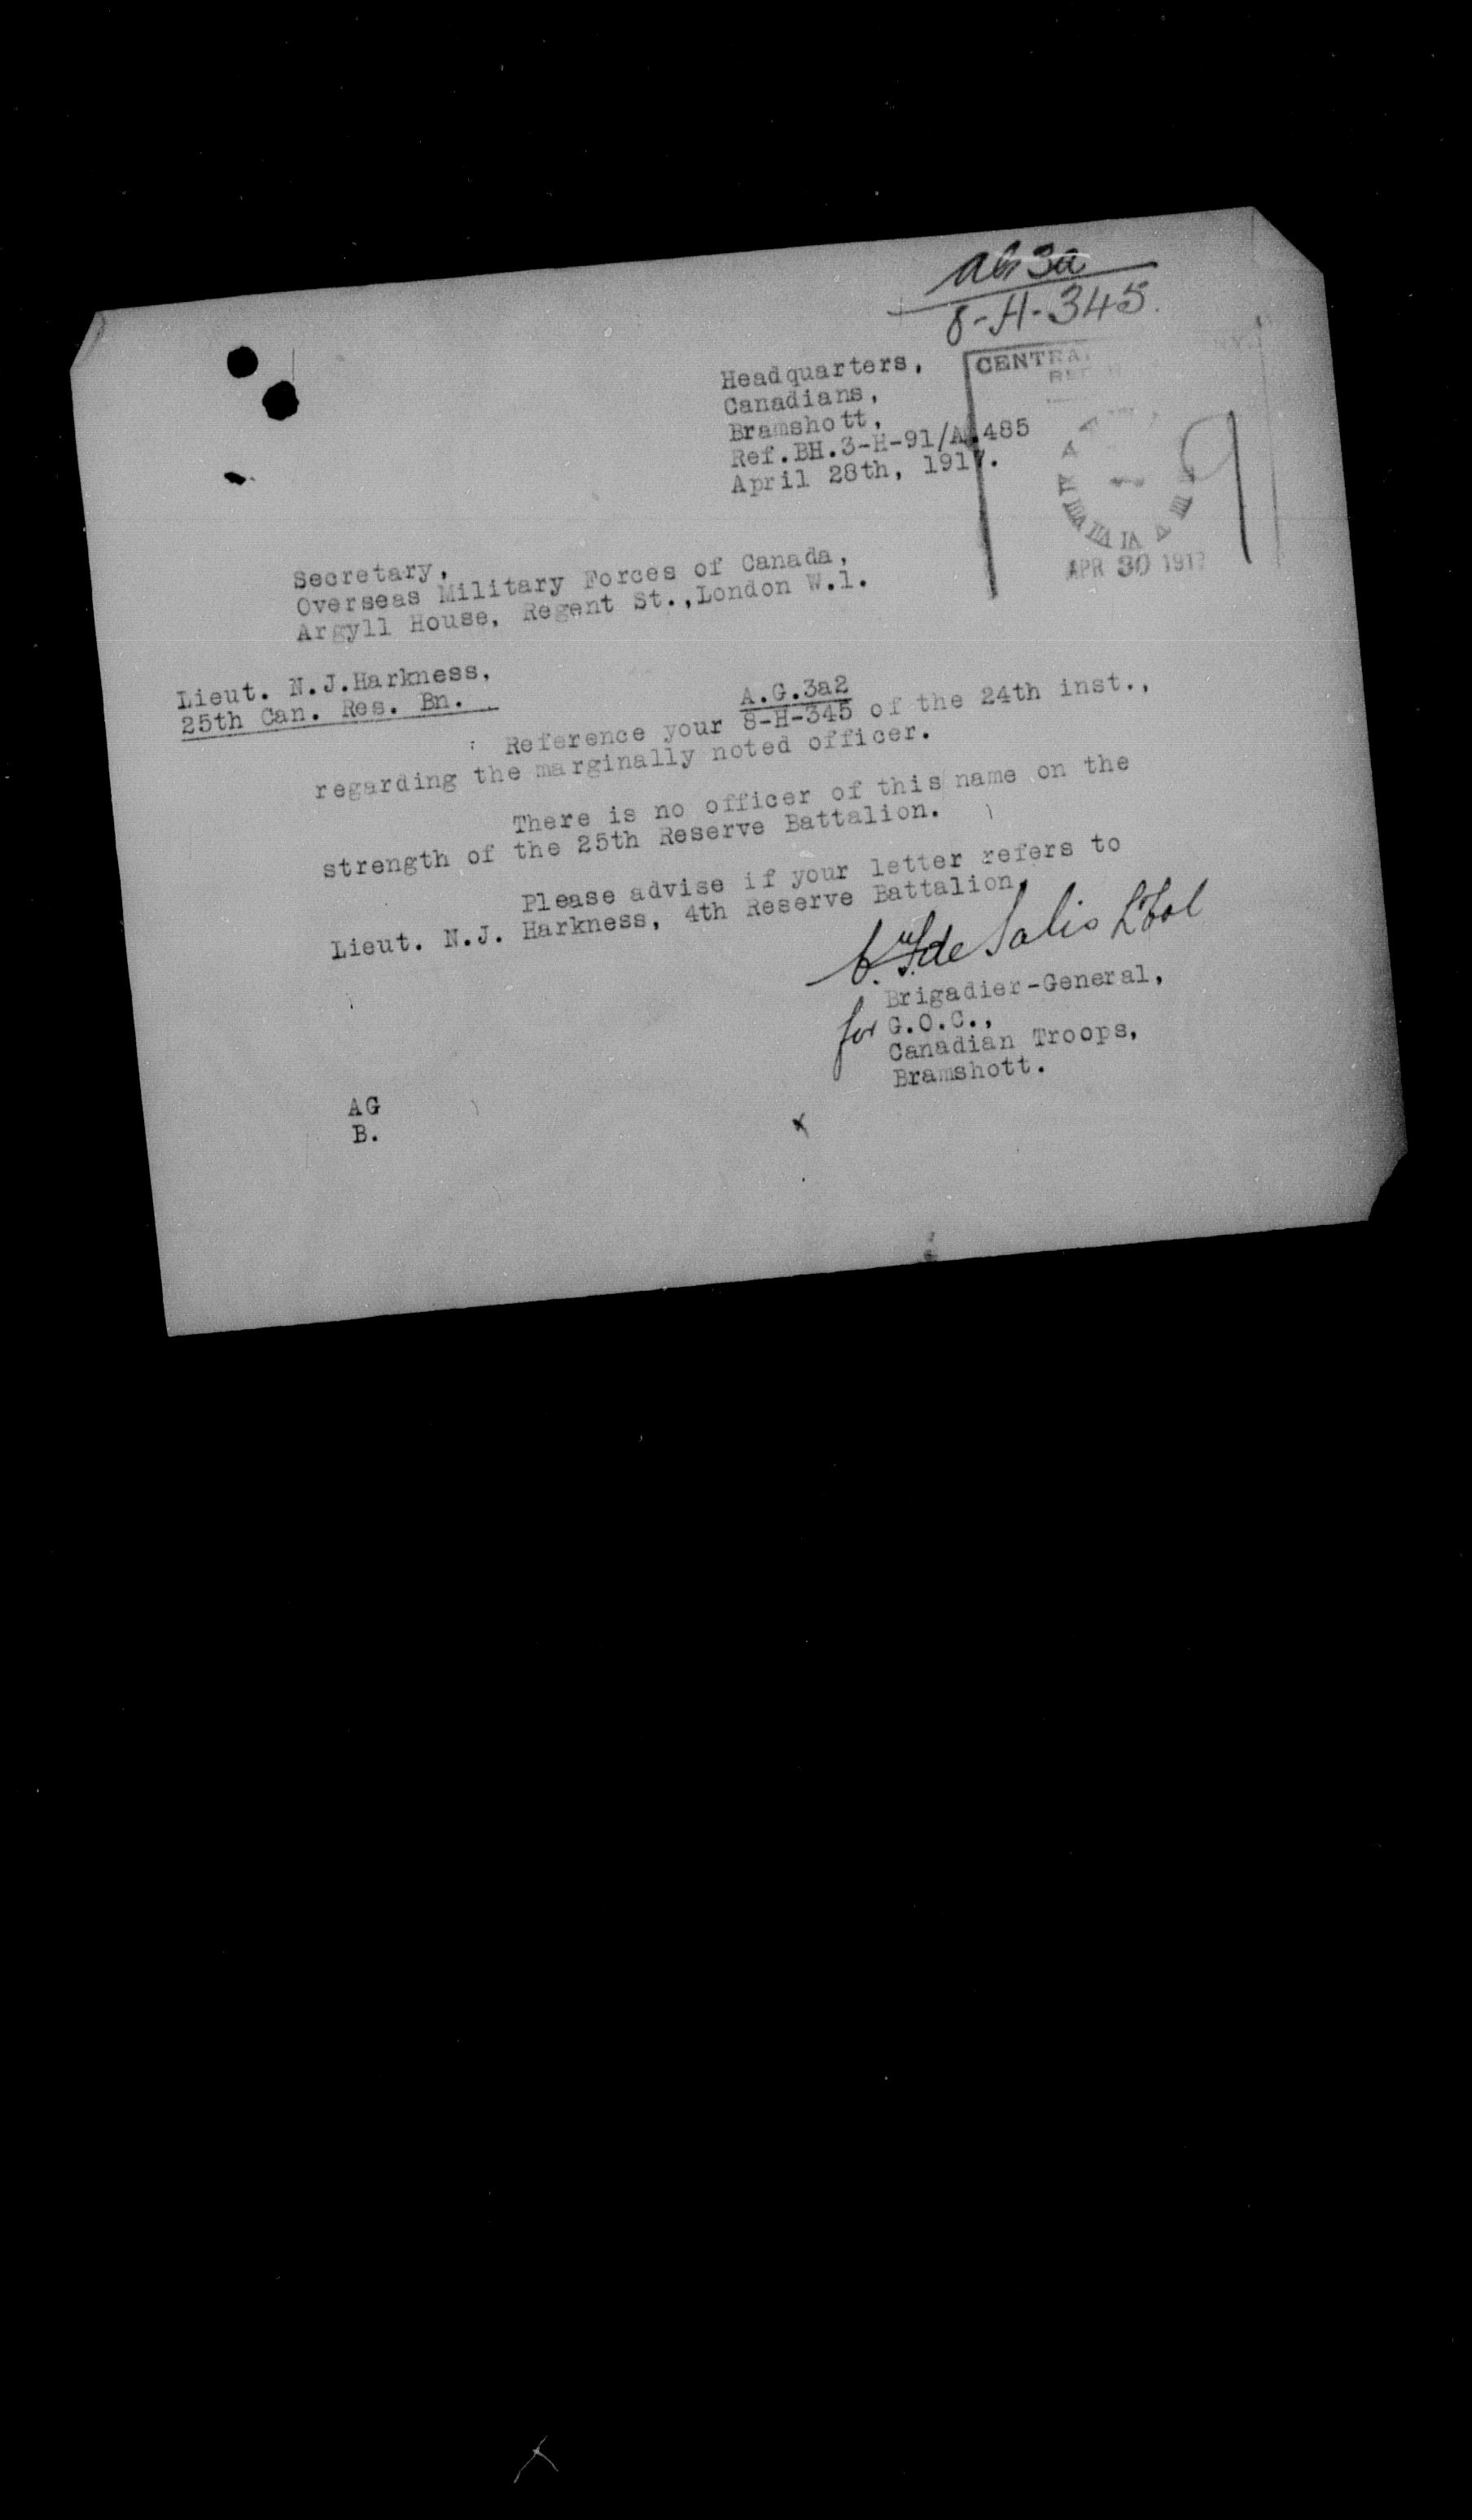 AG 3a
8-H-345.
CENTRAL
Headquarters,
Canadians,
Bramshott,
Ref.BH.3-H-91/A.485
April 28th, 1917.
9
APR 30 1917
Secretary,
Overseas Military Forces of Canada,
Argyll House, Regent St.,London W.1.
Lieut. N.J.Harkness,
25th Can. Res. Bn.
A.G.3a2
Reference your 8-H-345 of the 24th inst.,
regarding the marginally noted officer.
There is no officer of this name on the
strength of the 25th Reserve Battalion.
Please advise if your letter refers to
Lieut. N.J. Harkness, 4th Reserve Battalion.
de Salis Lt Col
Brigadier-General,
for G.O.C.,
Canadian Troops,
Bramshott.
AG
B.